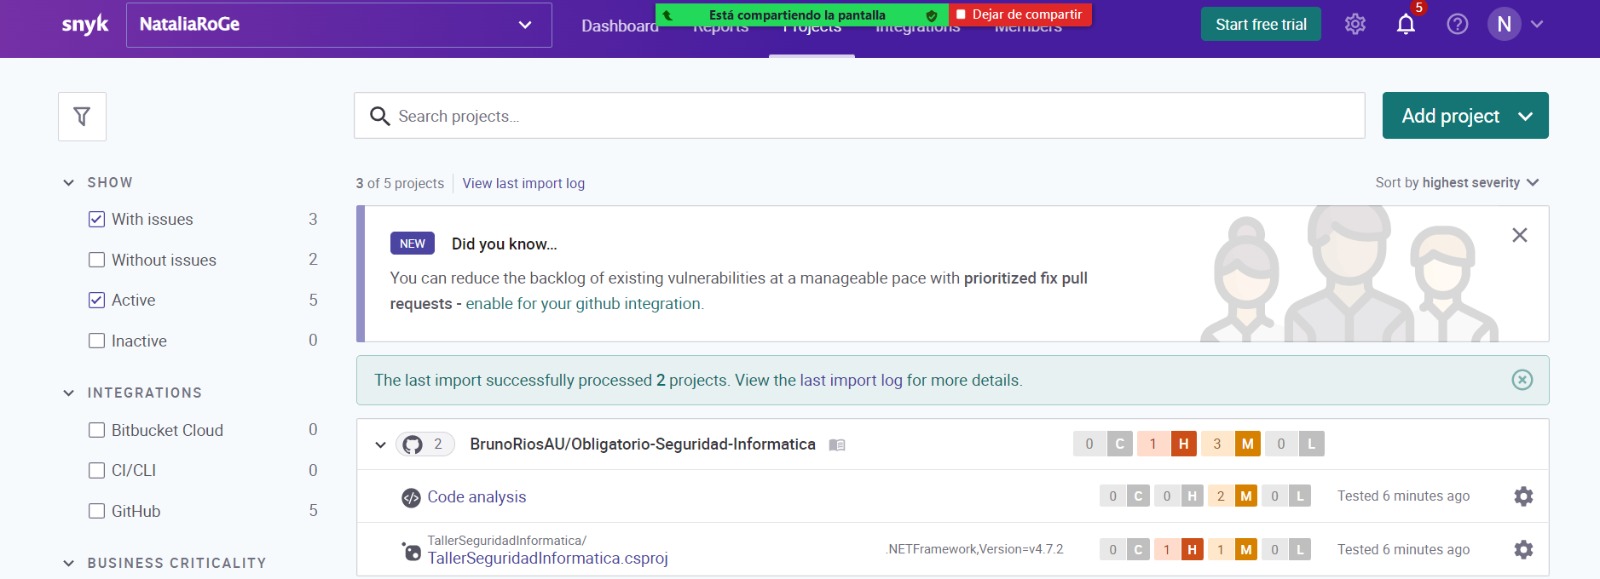 snyk
NataliaRoGe
Dashboard
Reports
Projects
Integrations
Members
Está compartiendo la pantalla
Dejar de compartir
Start free trial
5
N
Search projects...
Add project
SHOW
With issues 3
Without issues 2
Active 5
Inactive 0
INTEGRATIONS
Bitbucket Cloud 0
CI/CLI 0
GitHub 5
BUSINESS CRITICALITY
3 of 5 projects View last import log
Sort by highest severity
NEW Did you know...
You can reduce the backlog of existing vulnerabilities at a manageable pace with prioritized fix pull
requests - enable for your github integration.
The last import successfully processed 2 projects. View the last import log for more details.
2 BrunoRiosAU/Obligatorio-Seguridad-Informatica 0 C 1 H 3 M 0 L
Code analysis 0 C 0 H 2 M 0 L Tested 6 minutes ago
TallerSeguridadInformatica/
TallerSeguridadInformatica.csproj .NETFramework,Version=v4.7.2 0 C 1 H 1 M 0 L Tested 6 minutes ago